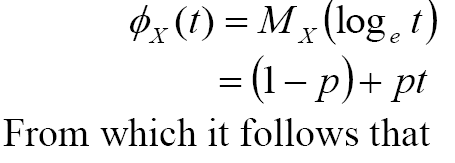 ϕ_X(t) = M_X(log_e t)
= (1 − p) + pt
From which it follows that